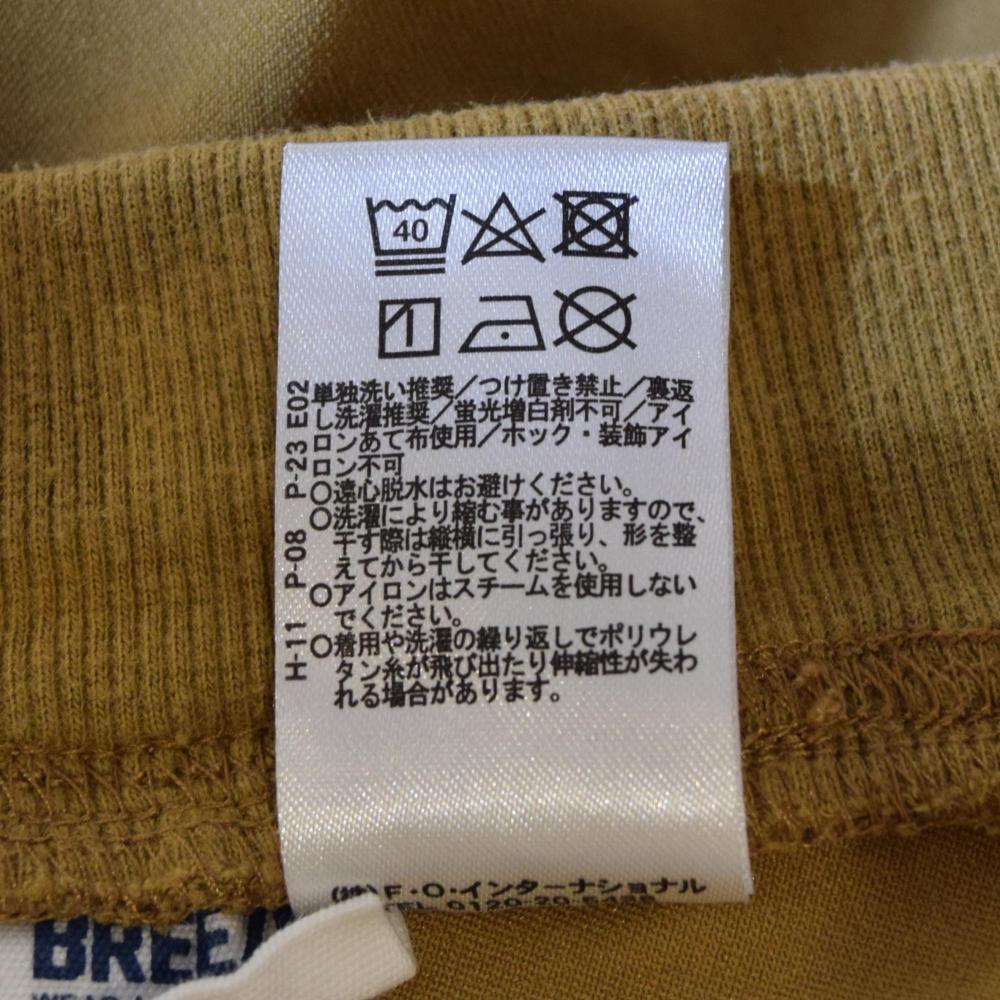 40
単独洗い推奨／つけ置き禁止／裏返
し洗濯推奨／蛍光増白剤不可／アイ
ロンあて布使用／ホック・装飾アイ
ロン不可
○遠心脱水はお避けください。
○洗濯により縮む事がありますので、
干す際は縦横に引っ張り、形を整
えてから干してください。
○アイロンはスチームを使用しない
でください。
○着用や洗濯の繰り返しでポリウレ
タン糸が飛び出たり伸縮性が失わ
れる場合があります。
H-11 P-08 P-23 E02
(株)F・O・インターナショナル
TEL 0120-20-
BREE